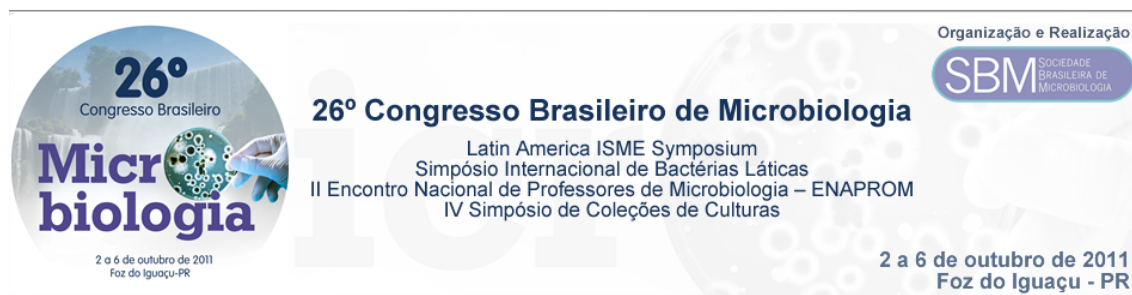 26º
Congresso Brasileiro
Micro
biologia
2 a 6 de outubro de 2011
Foz do Iguaçu-PR
26º Congresso Brasileiro de Microbiologia
Latin America ISME Symposium
Simpósio Internacional de Bactérias Láticas
II Encontro Nacional de Professores de Microbiologia – ENAPROM
IV Simpósio de Coleções de Culturas
Organização e Realização
SBM
SOCIEDADE
BRASILEIRA DE
MICROBIOLOGIA
2 a 6 de outubro de 2011
Foz do Iguaçu - PR